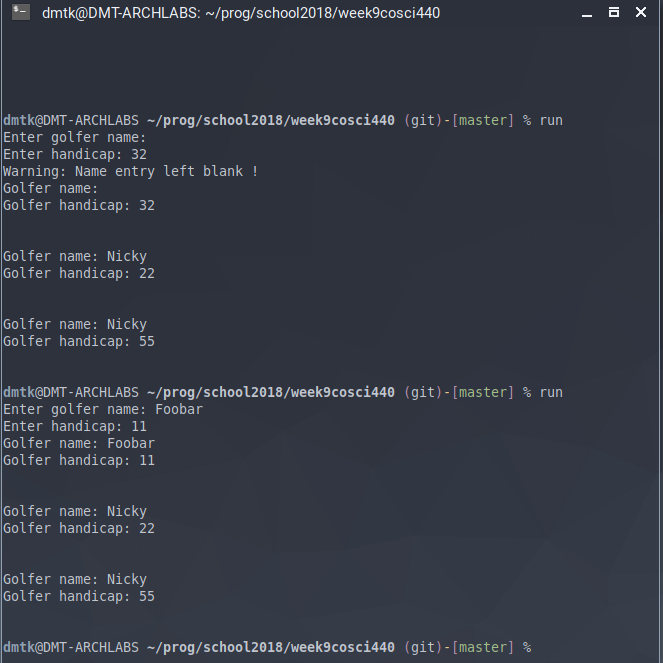 dmtk@DMT-ARCHLABS: ~/prog/school2018/week9cosci440
dmtk@DMT-ARCHLABS ~/prog/school2018/week9cosci440 (git)-[master] % run
Enter golfer name:
Enter handicap: 32
Warning: Name entry left blank !
Golfer name:
Golfer handicap: 32
Golfer name: Nicky
Golfer handicap: 22
Golfer name: Nicky
Golfer handicap: 55
dmtk@DMT-ARCHLABS ~/prog/school2018/week9cosci440 (git)-[master] % run
Enter golfer name: Foobar
Enter handicap: 11
Golfer name: Foobar
Golfer handicap: 11
Golfer name: Nicky
Golfer handicap: 22
Golfer name: Nicky
Golfer handicap: 55
dmtk@DMT-ARCHLABS ~/prog/school2018/week9cosci440 (git)-[master] %